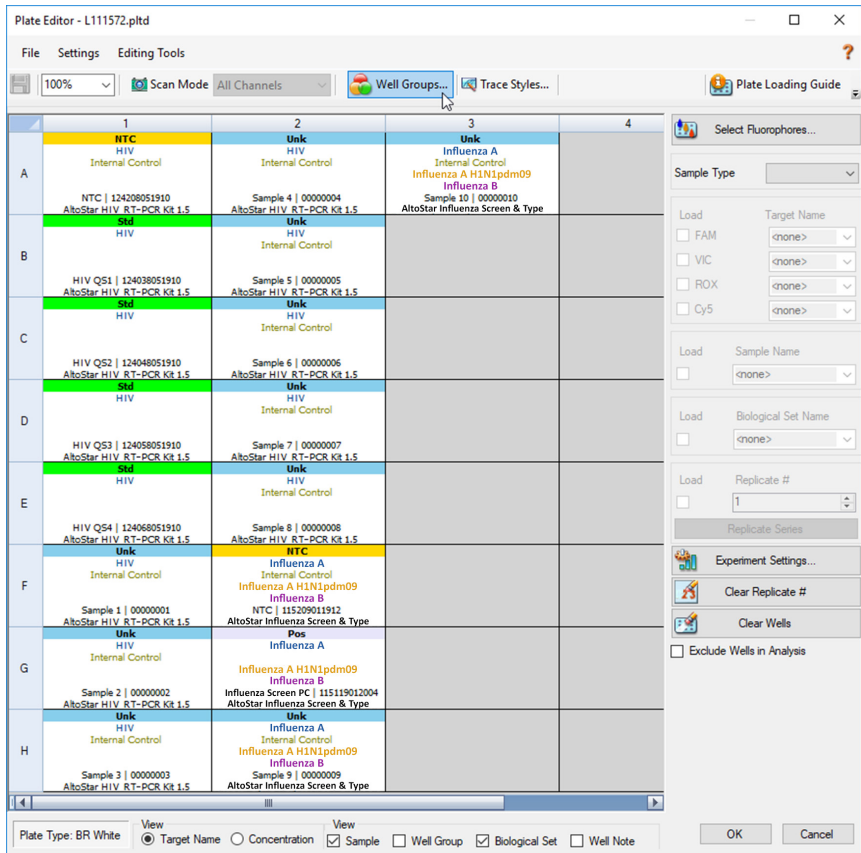 Plate Editor - L111572.pltd
File Settings Editing Tools
100% Scan Mode All Channels Well Groups... Trace Styles... Plate Loading Guide
1 2 3 4
A
NTC
HIV
Internal Control
NTC | 124208051910
AltoStar HIV RT-PCR Kit 1.5
Unk
HIV
Internal Control
Sample 4 | 00000004
AltoStar HIV RT-PCR Kit 1.5
Unk
Influenza A
Internal Control
Influenza A H1N1pdm09
Influenza B
Sample 10 | 00000010
AltoStar Influenza Screen & Type
B
Std
HIV
HIV QS1 | 124038051910
AltoStar HIV RT-PCR Kit 1.5
Unk
HIV
Internal Control
Sample 5 | 00000005
AltoStar HIV RT-PCR Kit 1.5
C
Std
HIV
HIV QS2 | 124048051910
AltoStar HIV RT-PCR Kit 1.5
Unk
HIV
Internal Control
Sample 6 | 00000006
AltoStar HIV RT-PCR Kit 1.5
D
Std
HIV
HIV QS3 | 124058051910
AltoStar HIV RT-PCR Kit 1.5
Unk
HIV
Internal Control
Sample 7 | 00000007
AltoStar HIV RT-PCR Kit 1.5
E
Std
HIV
HIV QS4 | 124068051910
AltoStar HIV RT-PCR Kit 1.5
Unk
HIV
Internal Control
Sample 8 | 00000008
AltoStar HIV RT-PCR Kit 1.5
F
Unk
HIV
Internal Control
Sample 1 | 00000001
AltoStar HIV RT-PCR Kit 1.5
NTC
Influenza A
Internal Control
Influenza A H1N1pdm09
Influenza B
NTC | 115209011912
AltoStar Influenza Screen & Type
G
Unk
HIV
Internal Control
Sample 2 | 00000002
AltoStar HIV RT-PCR Kit 1.5
Pos
Influenza A
Influenza A H1N1pdm09
Influenza B
Influenza Screen PC | 115119012004
AltoStar Influenza Screen & Type
H
Unk
HIV
Internal Control
Sample 3 | 00000003
AltoStar HIV RT-PCR Kit 1.5
Unk
Influenza A
Internal Control
Influenza A H1N1pdm09
Influenza B
Sample 9 | 00000009
AltoStar Influenza Screen & Type
Select Fluorophores...
Sample Type
Load Target Name
FAM <none>
VIC <none>
ROX <none>
Cy5 <none>
Load Sample Name
<none>
Load Biological Set Name
<none>
Load Replicate #
1
Replicate Series
Experiment Settings...
Clear Replicate #
Clear Wells
Exclude Wells in Analysis
Plate Type: BR White
View
Target Name Concentration
View
Sample Well Group Biological Set Well Note
OK Cancel